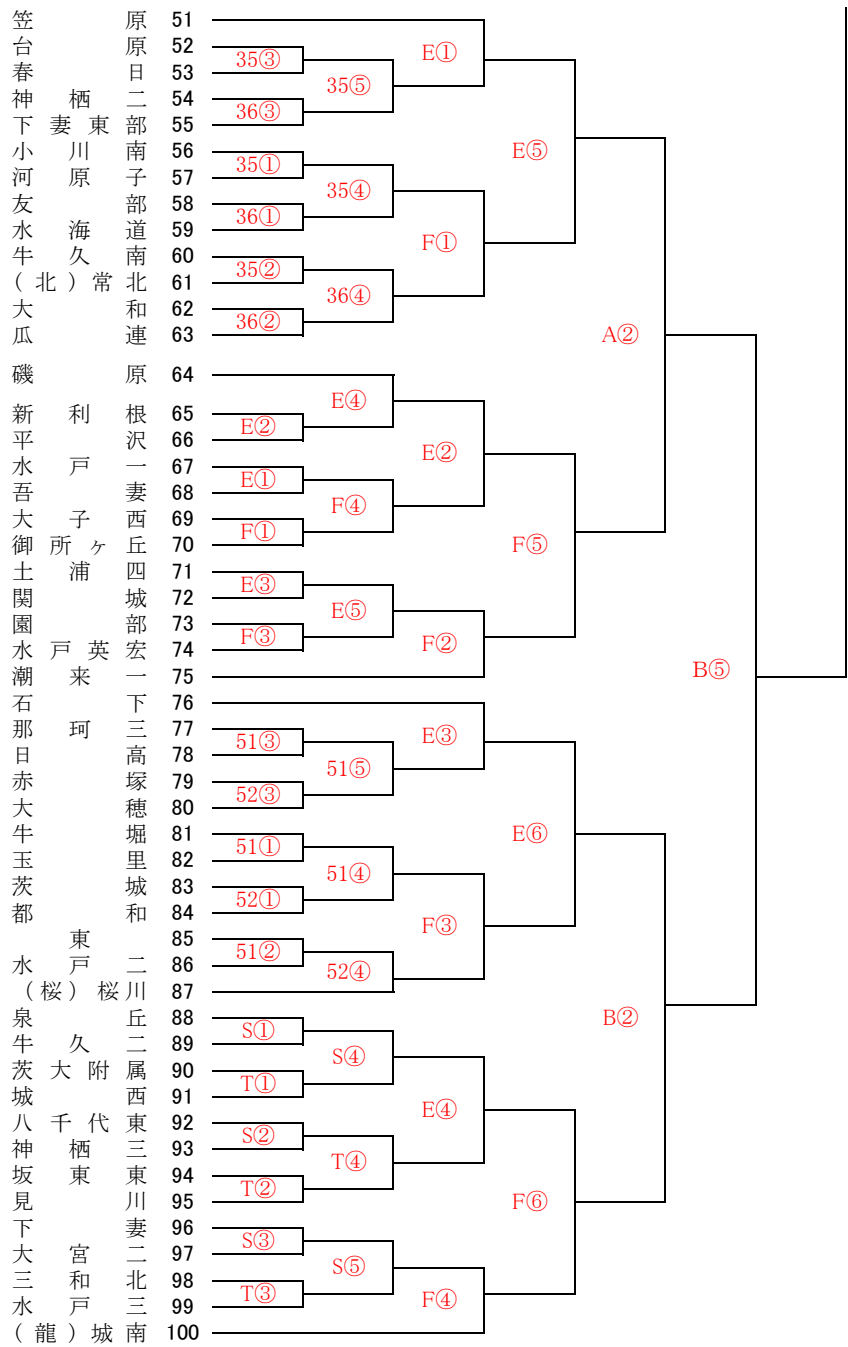 笠原 51
台原 52
春日 53
神栖二 54
下妻東部 55
小川南 56
河原子 57
友部 58
水海道 59
牛久南 60
(北)常北 61
大和 62
瓜連 63
磯原 64
新利根 65
平沢 66
水戸一 67
吾妻 68
大子西 69
御所ヶ丘 70
土浦四 71
関城 72
園部 73
水戸英宏 74
潮来一 75
石下 76
那珂三 77
日高 78
赤塚 79
大穂 80
牛堀 81
玉里 82
茨城 83
都和 84
東 85
水戸二 86
(桜)桜川 87
泉丘 88
牛久二 89
茨大附属 90
城西 91
八千代東 92
神栖三 93
坂東東 94
見川 95
下妻 96
大宮二 97
三和北 98
水戸三 99
(龍)城南 100
35③
36③
35①
36①
35②
36②
E②
E①
F①
E③
F③
51③
52③
51①
52①
51②
S①
T①
S②
T②
S③
T③
35⑤
35④
36④
E④
F④
E⑤
51⑤
51④
52④
S④
T④
S⑤
E①
F①
E②
F②
E③
F③
E④
F④
E⑤
F⑤
E⑥
F⑥
A②
B②
B⑤